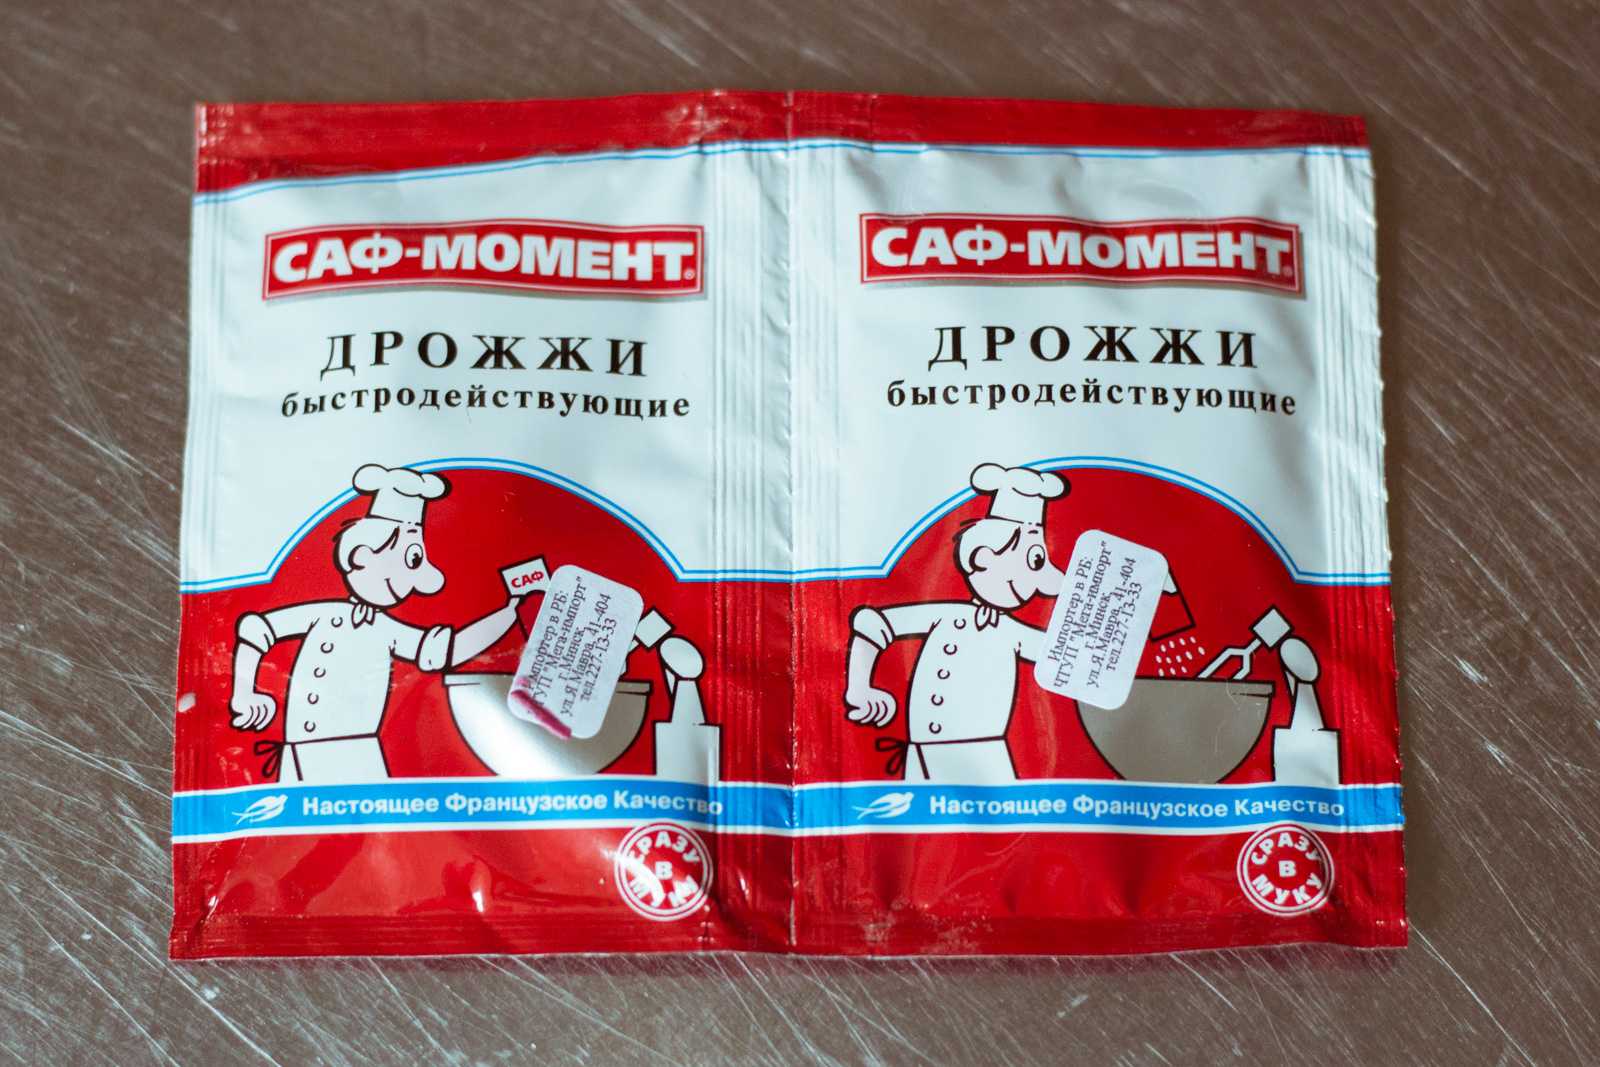 САФ-МОМЕНТ®
ДРОЖЖИ
быстродействующие
САФ
Импортер в РБ:
"Мега-импорт"
г.Минск,
ул.Я.Мавра, 41-404
тел.227-13-33
Настоящее Французское Качество
СРАЗУ
В
МУКУ
САФ-МОМЕНТ®
ДРОЖЖИ
быстродействующие
Импортер в РБ:
ЧТУП "Мега-импорт"
г.Минск,
ул.Я.Мавра, 41-404
тел.227-13-33
Настоящее Французское Качество
СРАЗУ
В
МУКУ